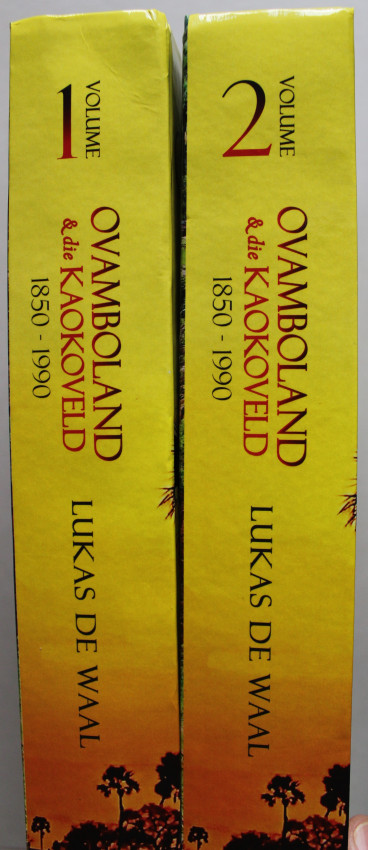 VOLUME
1
OVAMBOLAND
& die KAOKOVELD
1850 - 1990
LUKAS DE WAAL
VOLUME
2
OVAMBOLAND
& die KAOKOVELD
1850 - 1990
LUKAS DE WAAL